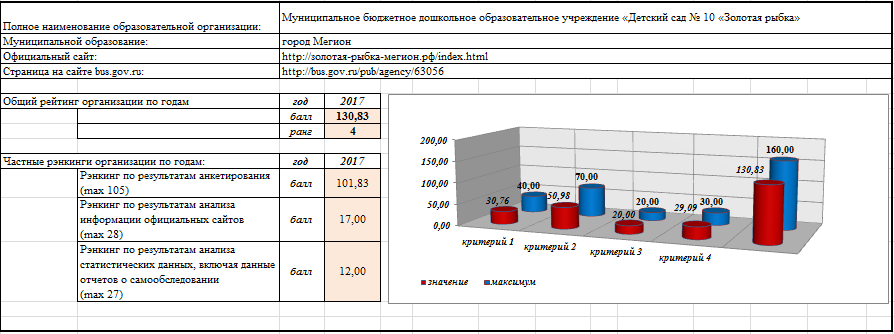 Полное наименование образовательной организации:
Муниципальное бюджетное дошкольное образовательное учреждение «Детский сад № 10 «Золотая рыбка»
Муниципальной образование: город Мегион
Официальный сайт: http://золотая-рыбка-мегион.рф/index.html
Страница на сайте bus.gov.ru: http://bus.gov.ru/pub/agency/63056
Общий рейтинг организации по годам год 2017
балл 130,83
ранг 4
Частные рэнкинги организации по годам: год 2017
Рэнкинг по результатам анкетирования
(max 105)
балл 101,83
Рэнкинг по результатам анализа
информации официальных сайтов
(max 28)
балл 17,00
Рэнкинг по результатам анализа
статистических данных, включая данные
отчетов о самообследовании
(max 27)
балл 12,00
200,00
150,00
100,00
50,00
0,00
30,76
40,00
50,98
70,00
20,00
20,00
29,09
30,00
130,83
160,00
критерий 1
критерий 2
критерий 3
критерий 4
значение максимум